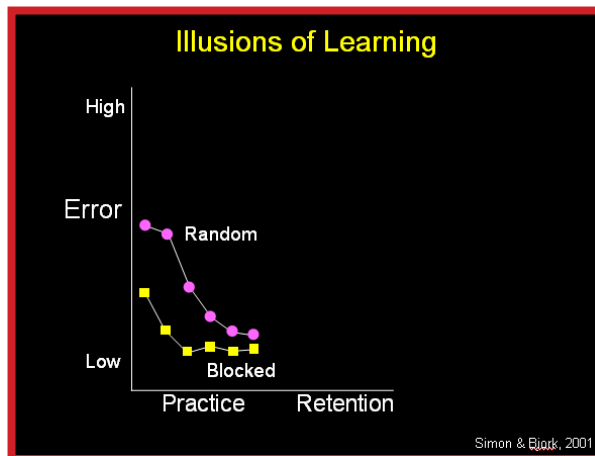 Illusions of Learning
High
Error
Random
Low
Blocked
Practice
Retention
Simon & Bjork, 2001